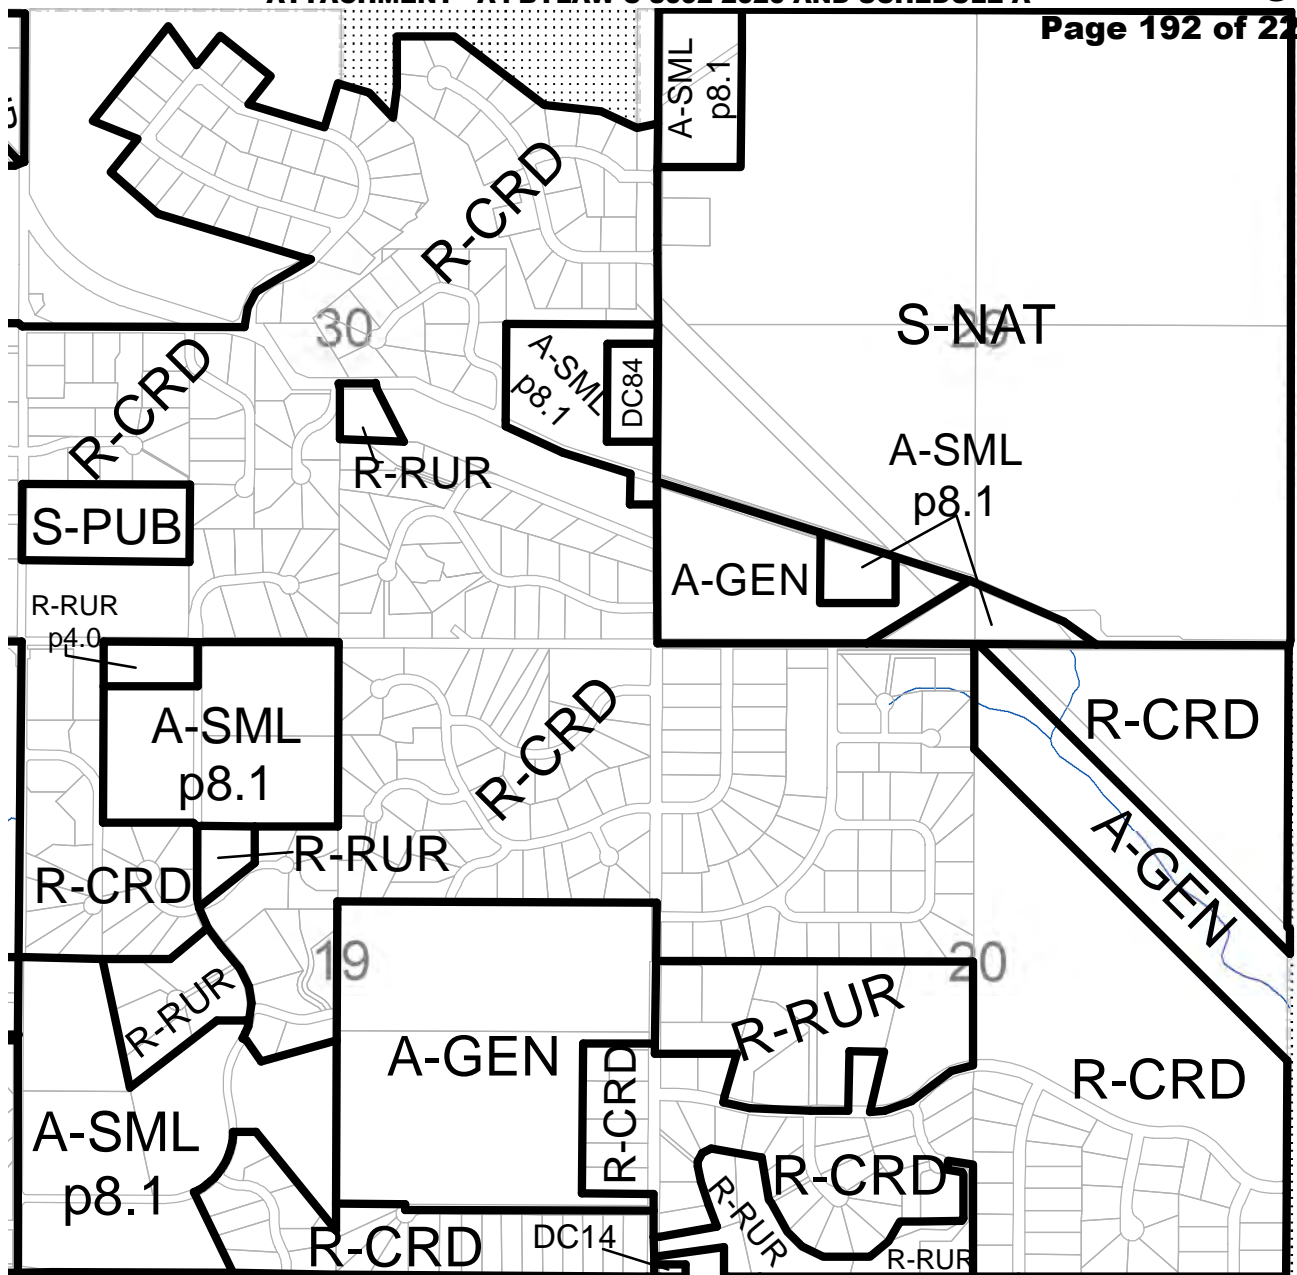 Page 192 of 22
A-SML
p8.1
R-CRD
S-NAT
29
30
R-CRD
A-SML
p8.1
DC84
R-RUR
A-SML
p8.1
S-PUB
A-GEN
R-RUR
p4.0
A-SML
p8.1
R-CRD
R-CRD
A-GEN
R-RUR
R-CRD
19
20
R-RUR
R-RUR
A-GEN
R-CRD
R-CRD
A-SML
p8.1
R-CRD
R-RUR
R-CRD
DC14
R-RUR